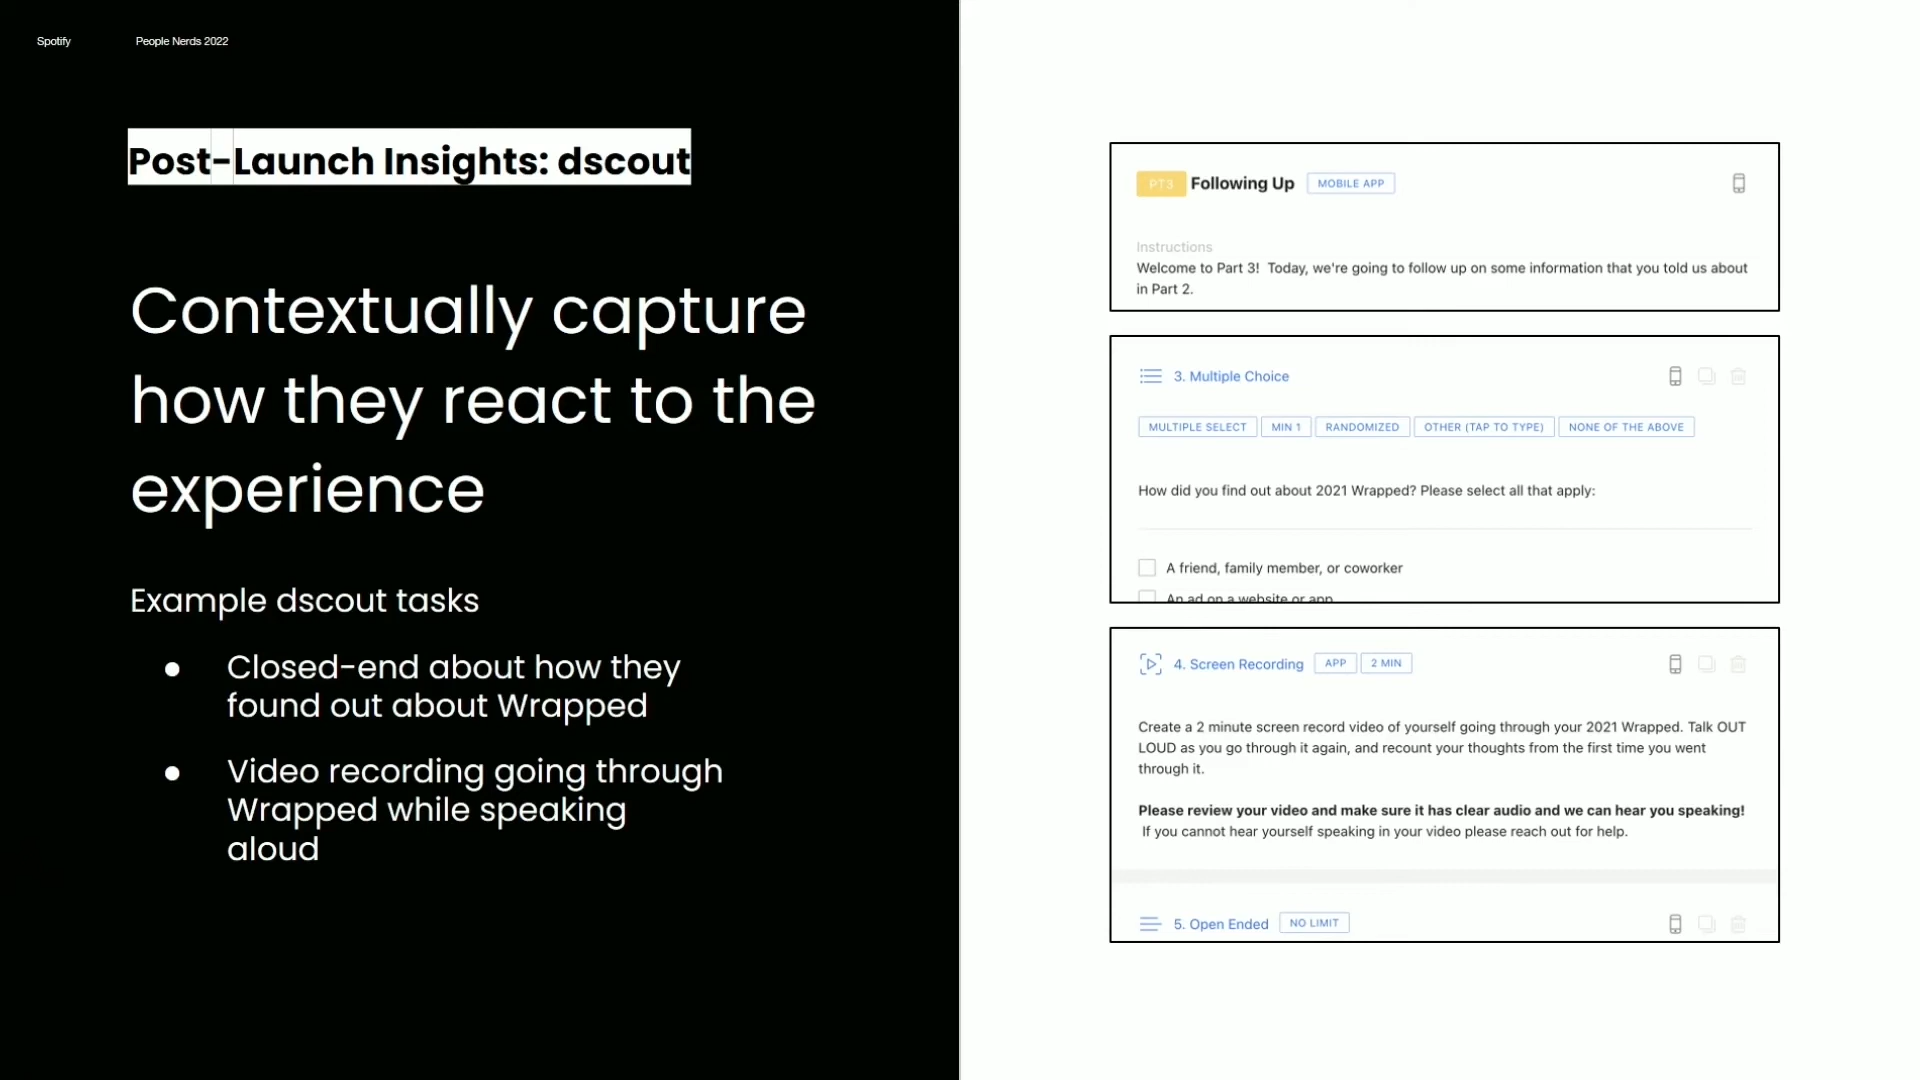 Spotify
People Nerds 2022
Post-Launch Insights: dscout
Contextually capture
how they react to the
experience
Example dscout tasks
● Closed-end about how they
found out about Wrapped
● Video recording going through
Wrapped while speaking
aloud
PT3 Following Up MOBILE APP
Instructions
Welcome to Part 3!  Today, we're going to follow up on some information that you told us about
in Part 2.
3. Multiple Choice
MULTIPLE SELECT MIN 1 RANDOMIZED OTHER (TAP TO TYPE) NONE OF THE ABOVE
How did you find out about 2021 Wrapped? Please select all that apply:
A friend, family member, or coworker
An ad on a website or app
4. Screen Recording APP 2 MIN
Create a 2 minute screen record video of yourself going through your 2021 Wrapped. Talk OUT
LOUD as you go through it again, and recount your thoughts from the first time you went
through it.
Please review your video and make sure it has clear audio and we can hear you speaking!
If you cannot hear yourself speaking in your video please reach out for help.
5. Open Ended NO LIMIT